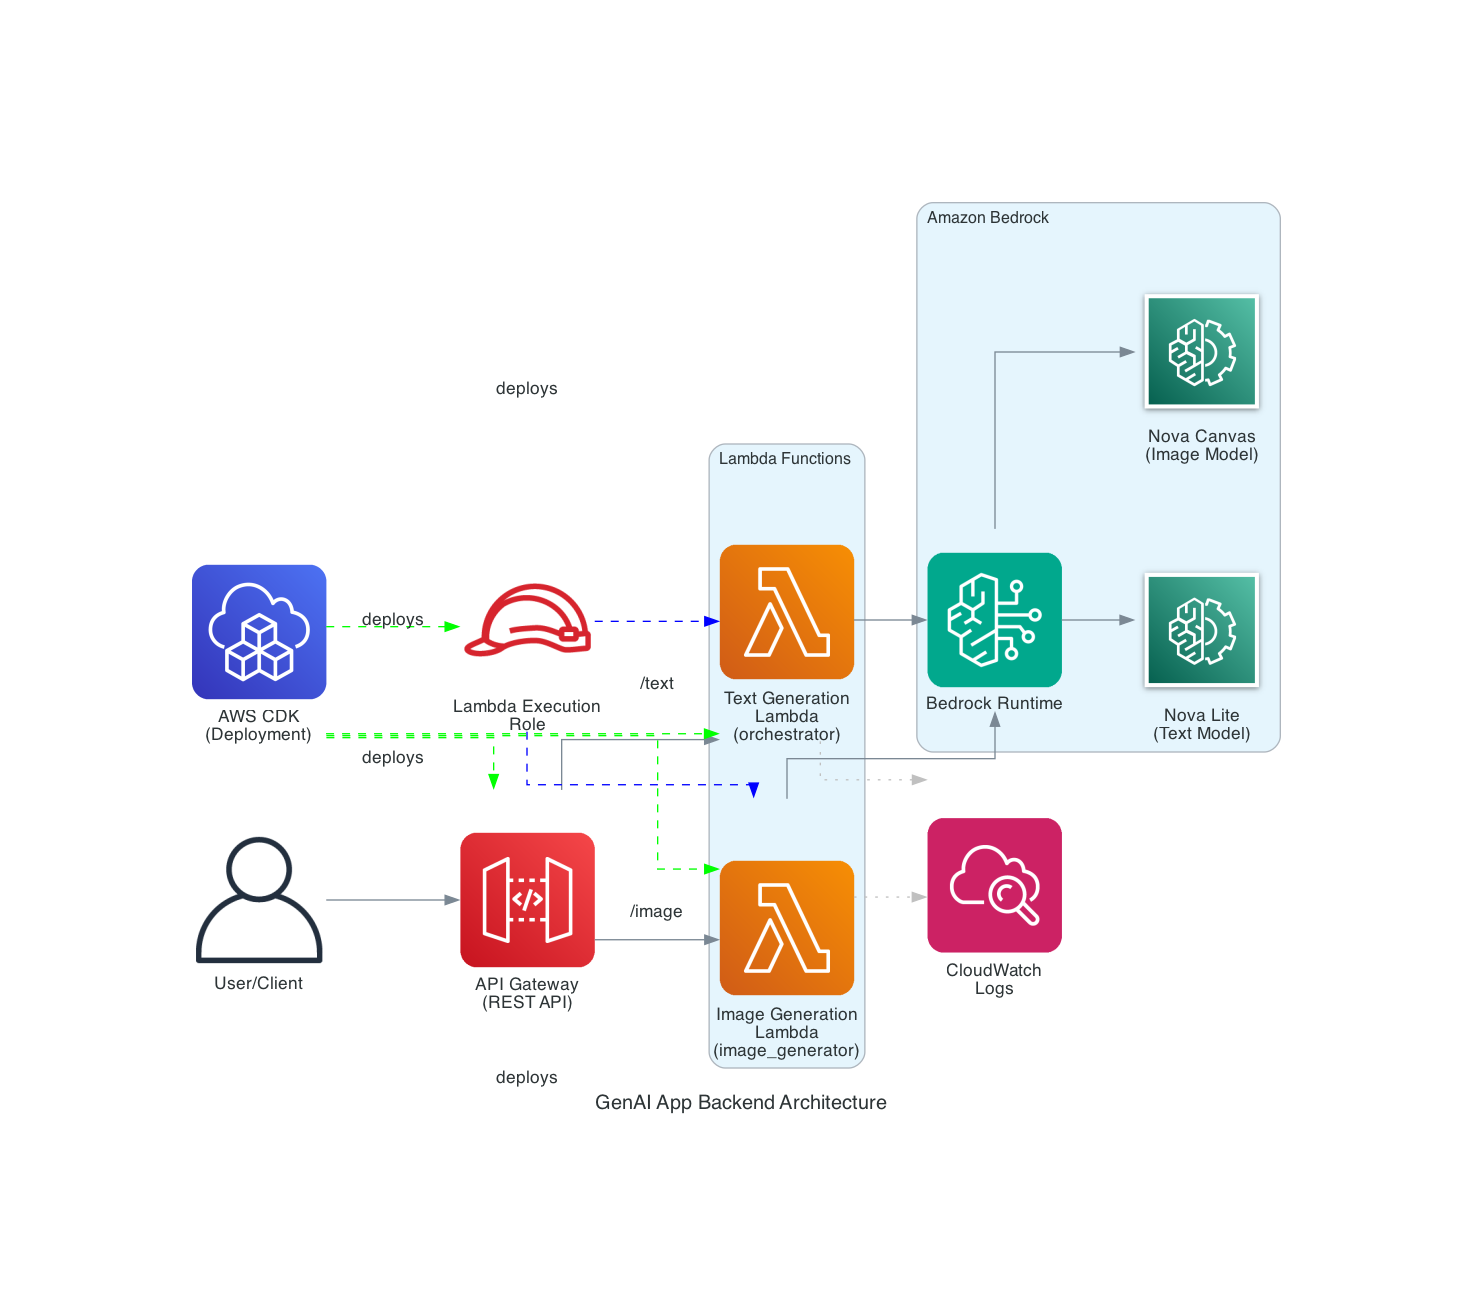 Amazon Bedrock
Nova Canvas
(Image Model)
deploys
Lambda Functions
deploys
/text
Text Generation
Lambda
(orchestrator)
Bedrock Runtime
Nova Lite
(Text Model)
Lambda Execution
Role
AWS CDK
(Deployment)
deploys
/image
User/Client
API Gateway
(REST API)
CloudWatch
Logs
Image Generation
Lambda
(image_generator)
deploys
GenAI App Backend Architecture